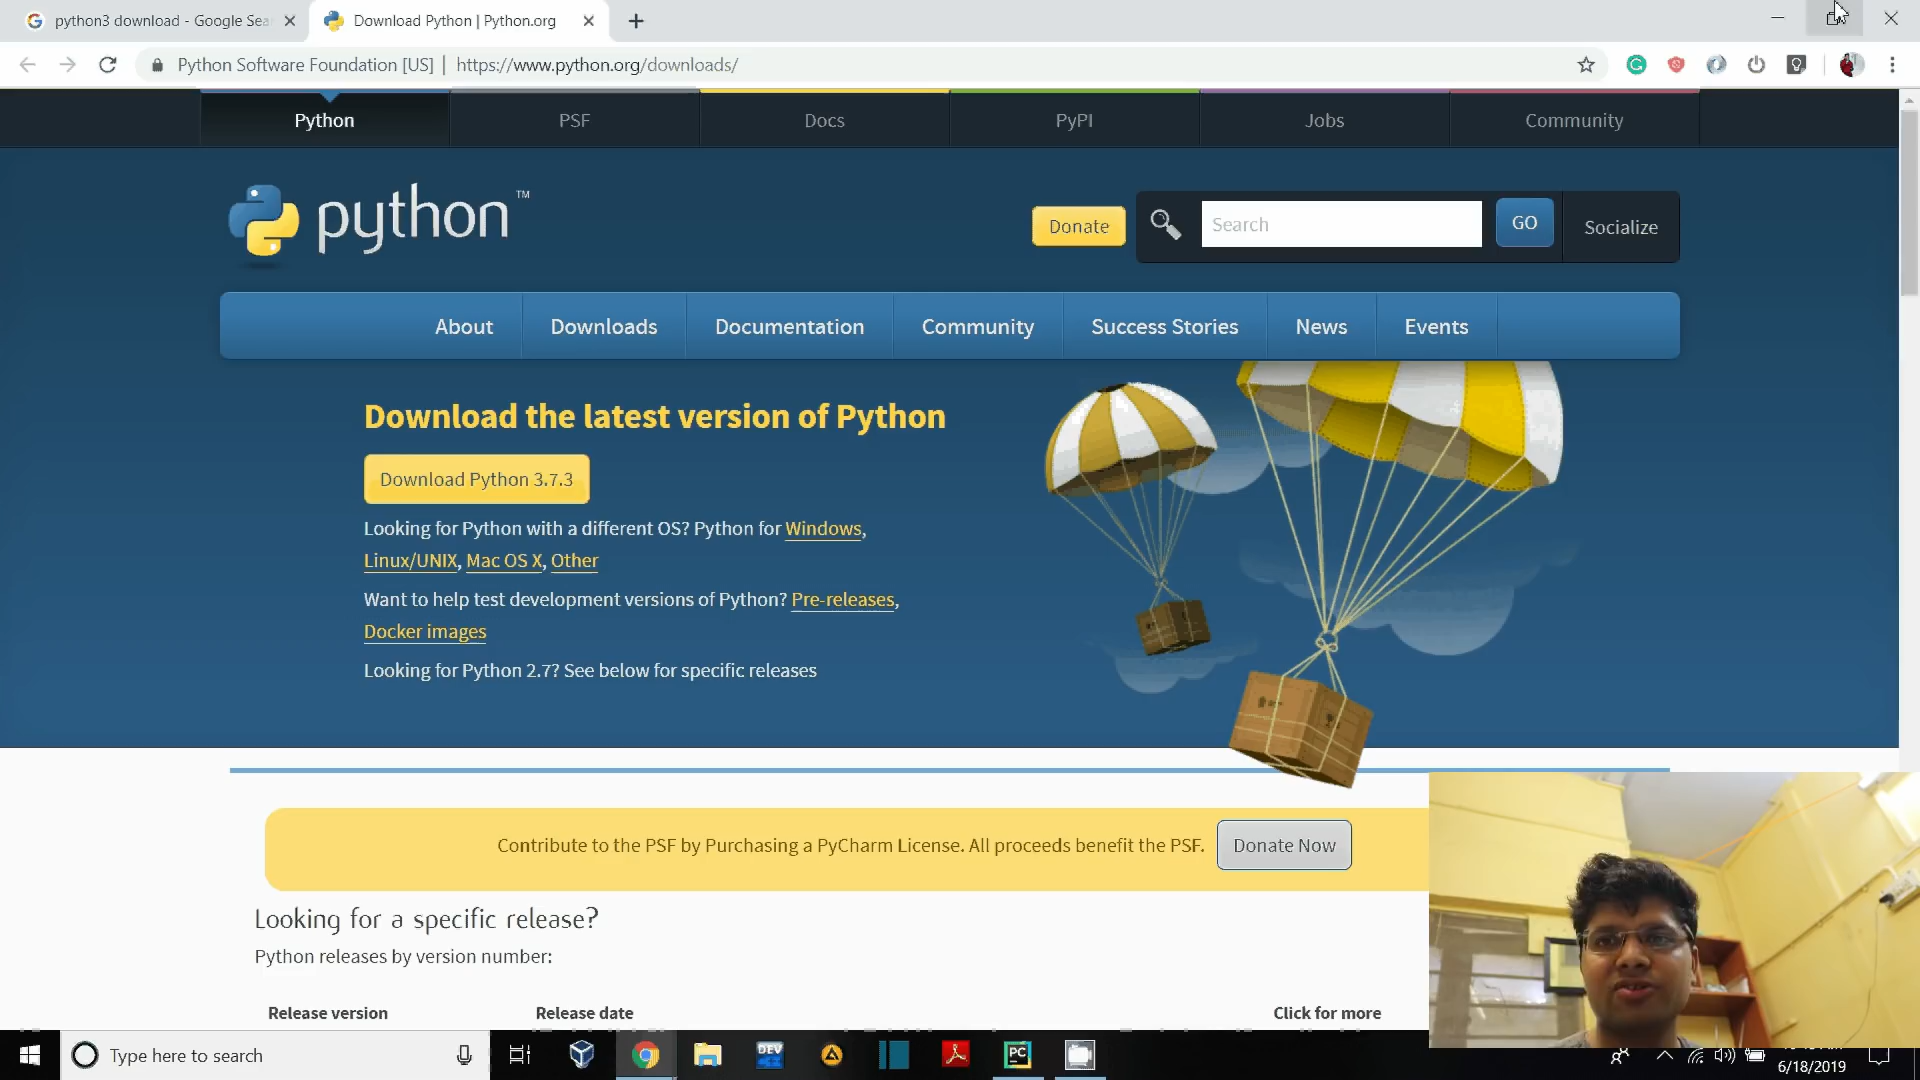 python3 download - Google Sea
Download Python | Python.org
Python Software Foundation [US] | https://www.python.org/downloads/
Python
PSF
Docs
PyPI
Jobs
Community
python™
Donate
Search
GO
Socialize
About
Downloads
Documentation
Community
Success Stories
News
Events
Download the latest version of Python
Download Python 3.7.3
Looking for Python with a different OS? Python for Windows,
Linux/UNIX, Mac OS X, Other
Want to help test development versions of Python? Pre-releases,
Docker images
Looking for Python 2.7? See below for specific releases
Contribute to the PSF by Purchasing a PyCharm License. All proceeds benefit the PSF.
Donate Now
Looking for a specific release?
Python releases by version number:
Release version
Release date
Click for more
Type here to search
DEV
PC
6/18/2019